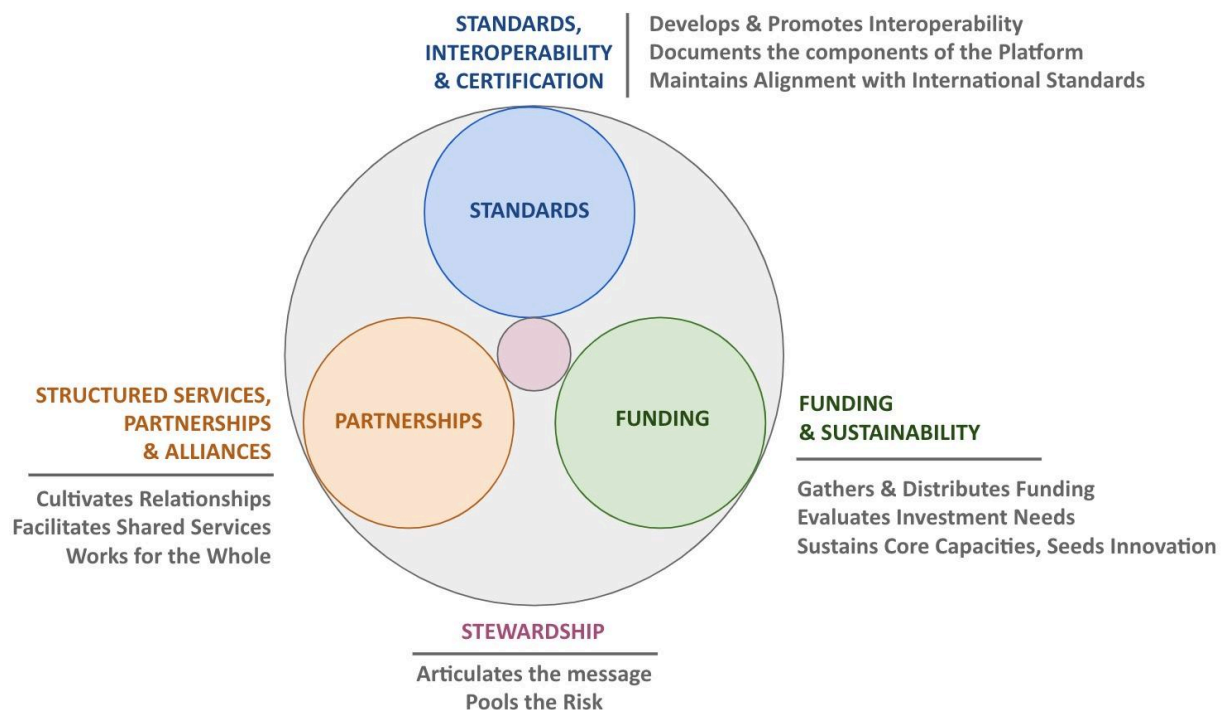 STANDARDS,
INTEROPERABILITY
& CERTIFICATION
Develops & Promotes Interoperability
Documents the components of the Platform
Maintains Alignment with International Standards
STANDARDS
PARTNERSHIPS
FUNDING
STRUCTURED SERVICES,
PARTNERSHIPS
& ALLIANCES
Cultivates Relationships
Facilitates Shared Services
Works for the Whole
FUNDING
& SUSTAINABILITY
Gathers & Distributes Funding
Evaluates Investment Needs
Sustains Core Capacities, Seeds Innovation
STEWARDSHIP
Articulates the message
Pools the Risk